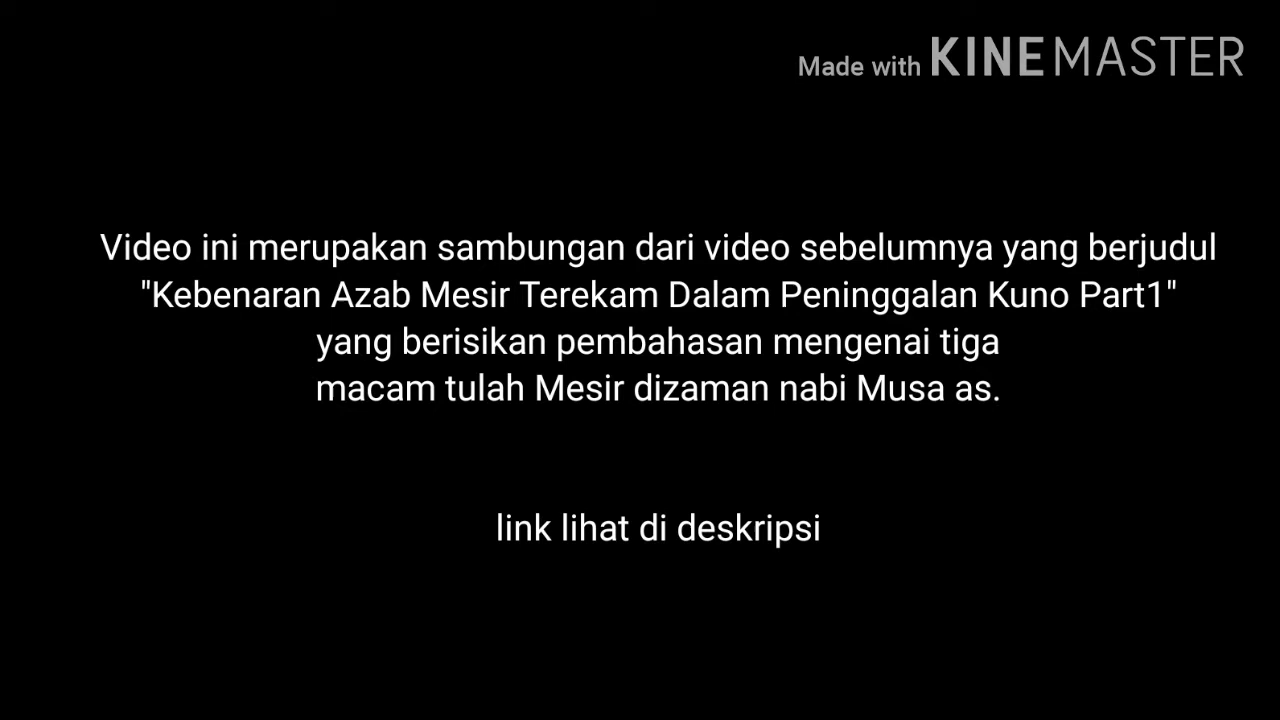 Made with KINEMASTER
Video ini merupakan sambungan dari video sebelumnya yang berjudul
"Kebenaran Azab Mesir Terekam Dalam Peninggalan Kuno Part1"
yang berisikan pembahasan mengenai tiga
macam tulah Mesir dizaman nabi Musa as.
link lihat di deskripsi